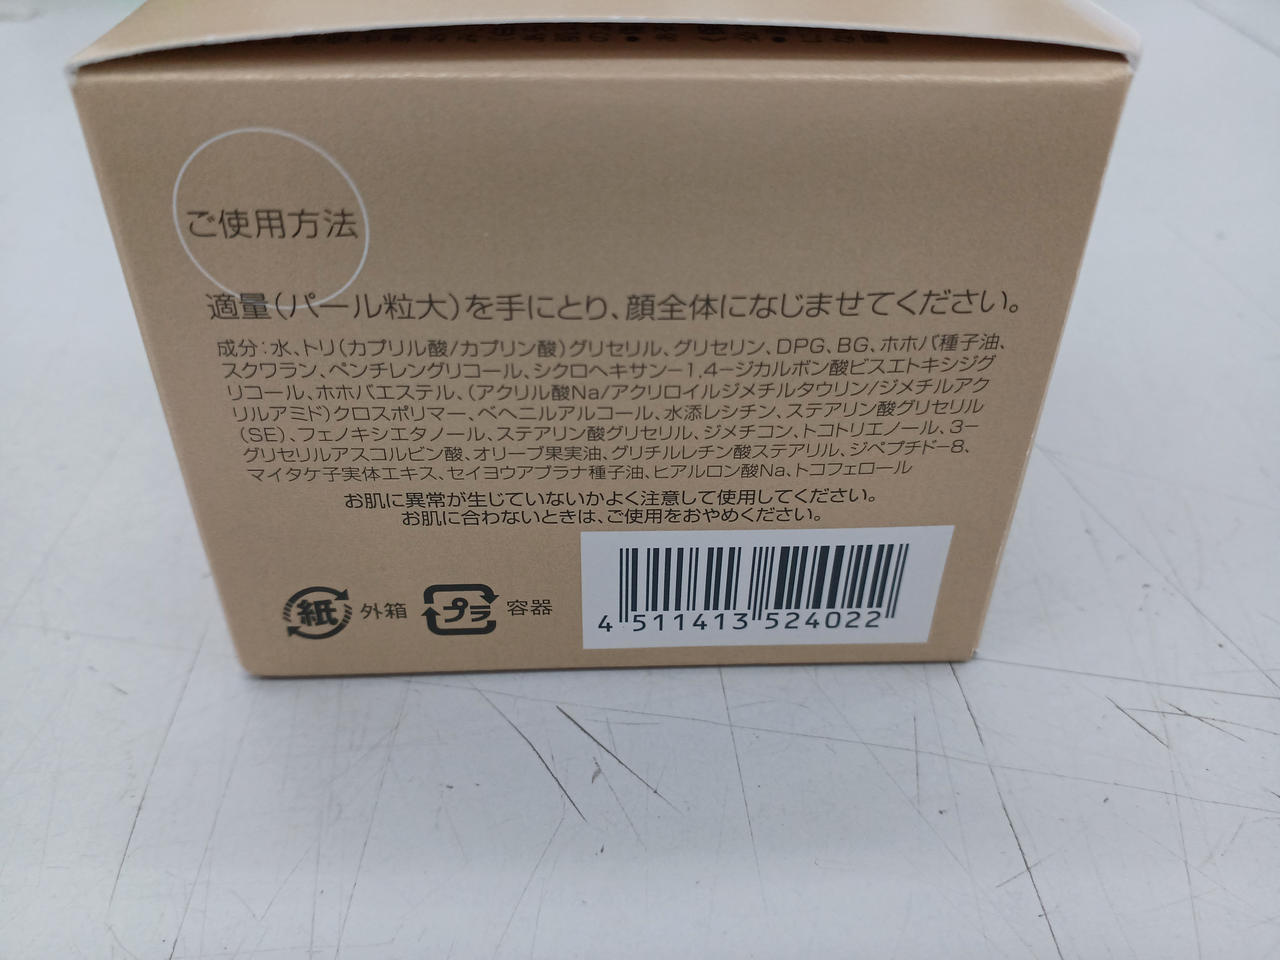 ご使用方法
適量(パール粒大)を手にとり、顔全体になじませてください。
成分:水、トリ(カプリル酸/カプリン酸)グリセリル、グリセリン、DPG、BG、ホホバ種子油、
スクワラン、ペンチレングリコール、シクロヘキサン-1,4-ジカルボン酸ビスエトキシジグ
リコール、ホホバエステル、(アクリル酸Na/アクリロイルジメチルタウリン/ジメチルアク
リルアミド)クロスポリマー、ベヘニルアルコール、水添レシチン、ステアリン酸グリセリル
(SE)、フェノキシエタノール、ステアリン酸グリセリル、ジメチコン、トコトリエノール、3-
グリセリルアスコルビン酸、オリーブ果実油、グリチルレチン酸ステアリル、ジペプチド-8、
マイタケ子実体エキス、セイヨウアブラナ種子油、ヒアルロン酸Na、トコフェロール
お肌に異常が生じていないかよく注意して使用してください。
お肌に合わないときは、ご使用をおやめください。
紙 外箱 プラ 容器
4 511413 524022